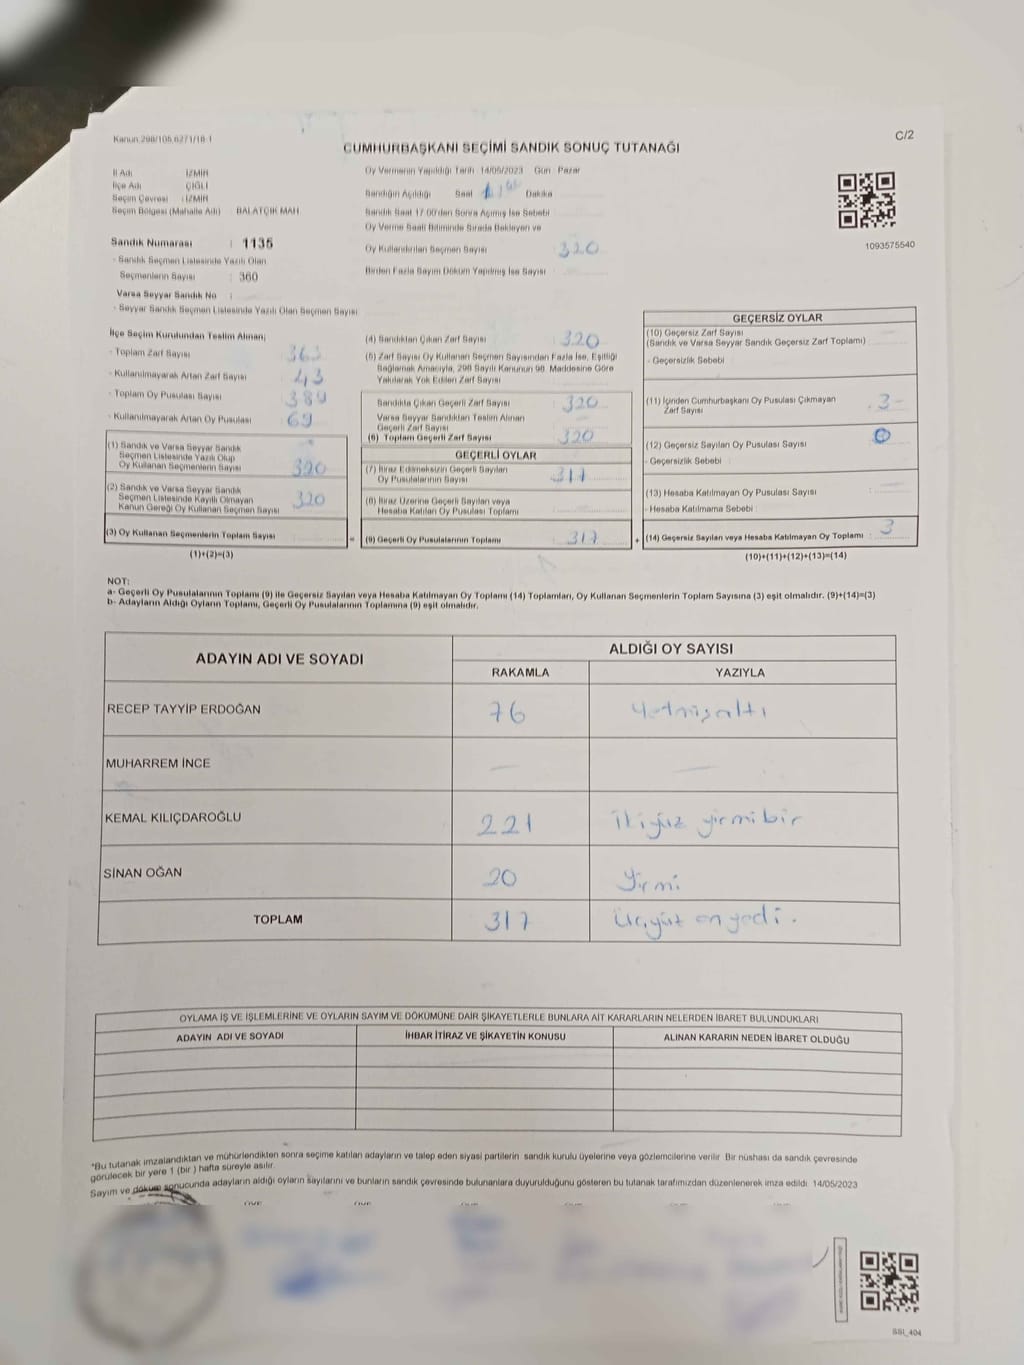 Kanun 298/105,6271/18-1
C/2
CUMHURBAŞKANI SEÇİMİ SANDIK SONUÇ TUTANAĞI
İl Adı : İZMİR
İlçe Adı : ÇİĞLİ
Seçim Çevresi : İZMİR
Seçim Bölgesi (Mahalle Adı) BALATÇIK MAH
Sandık Numarası : 1135
- Sandık Seçmen Listesinde Yazılı Olan
Seçmenlerin Sayısı : 360
Varsa Seyyar Sandık No :
- Seyyar Sandık Seçmen Listesinde Yazılı Olan Seçmen Sayısı
Oy Vermenin Yapıldığı Tarih 14/05/2023 Gün Pazar
Sandığın Açıldığı Saat Dakika
Sandık Saat 17:00'dan Sonra Açılmış İse Sebebi
Oy Verme Saati Bitiminde Sırada Bekleyen ve
Oy Kullandırılan Seçmen Sayısı 320
Birden Fazla Sayım Döküm Yapılmış İse Sayısı
1093575540
İlçe Seçim Kurulundan Teslim Alınan;
- Toplam Zarf Sayısı 363
- Kullanılmayarak Artan Zarf Sayısı 43
- Toplam Oy Pusulası Sayısı 389
- Kullanılmayarak Artan Oy Pusulası 69
(1) Sandık ve Varsa Seyyar Sandık
Seçmen Listesinde Yazılı Olup
Oy Kullanan Seçmenlerin Sayısı 320
(2) Sandık ve Varsa Seyyar Sandık
Seçmen Listesinde Kayıtlı Olmayan
Kanun Gereği Oy Kullanan Seçmen Sayısı 320
(3) Oy Kullanan Seçmenlerin Toplam Sayısı
(1)+(2)=(3)
(4) Sandıktan Çıkan Zarf Sayısı 320
(5) Zarf Sayısı Oy Kullanan Seçmen Sayısından Fazla İse, Eşitliği
Sağlamak Amacıyla, 298 Sayılı Kanunun 98. Maddesine Göre
Yakılarak Yok Edilen Zarf Sayısı
Sandıkta Çıkan Geçerli Zarf Sayısı 320
Varsa Seyyar Sandıktan Teslim Alınan
Geçerli Zarf Sayısı
(6) Toplam Geçerli Zarf Sayısı 320
GEÇERLİ OYLAR
(7) İtiraz Edilmeksizin Geçerli Sayılan
Oy Pusulalarının Sayısı 317
(8) İtiraz Üzerine Geçerli Sayılan veya
Hesaba Katılan Oy Pusulası Toplamı
= (9) Geçerli Oy Pusulalarının Toplamı 317 +
GEÇERSİZ OYLAR
(10) Geçersiz Zarf Sayısı
(Sandık ve Varsa Seyyar Sandık Geçersiz Zarf Toplamı)
- Geçersizlik Sebebi
(11) İçinden Cumhurbaşkanı Oy Pusulası Çıkmayan
Zarf Sayısı 3
(12) Geçersiz Sayılan Oy Pusulası Sayısı 0
- Geçersizlik Sebebi
(13) Hesaba Katılmayan Oy Pusulası Sayısı -
- Hesaba Katılmama Sebebi
(14) Geçersiz Sayılan veya Hesaba Katılmayan Oy Toplamı 3
(10)+(11)+(12)+(13)=(14)
NOT:
a- Geçerli Oy Pusulalarının Toplamı (9) ile Geçersiz Sayılan veya Hesaba Katılmayan Oy Pusulası (14) Toplamları, Oy Kullanan Seçmenlerin Toplam Sayısına (3) eşit olmalıdır. (9)+(14)=(3)
b- Adayların Aldığı Oyların Toplamı, Geçerli Oy Pusulalarının Toplamına (9) eşit olmalıdır.
ADAYIN ADI VE SOYADI
ALDIĞI OY SAYISI
RAKAMLA YAZIYLA
RECEP TAYYİP ERDOĞAN 76 yetmişaltı
MUHARREM İNCE — —
KEMAL KILIÇDAROĞLU 221 ikiyüz yirmibir
SİNAN OĞAN 20 Yirmi
TOPLAM 317 Üçyüz onyedi.
OYLAMA İŞ VE İŞLEMLERİNE VE OYLARIN SAYIM VE DÖKÜMÜNE DAİR ŞİKAYETLERLE BUNLARA AİT KARARLARIN NELERDEN İBARET BULUNDUKLARI
ADAYIN ADI VE SOYADI İHBAR İTİRAZ VE ŞİKAYETİN KONUSU ALINAN KARARIN NEDEN İBARET OLDUĞU
*Bu tutanak imzalandıktan ve mühürlendikten sonra seçime katılan adayların ve talep eden siyasi partilerin sandık kurulu üyelerine veya gözlemcilerine verilir. Bir nüshası da sandık çevresinde
görülecek bir yere 1 (bir) hafta süreyle asılır.
Sayım ve döküm sonucunda adayların aldığı oyların sayılarını ve bunların sandık çevresinde bulunanlara duyurulduğunu gösteren bu tutanak tarafımızdan düzenlenerek imza edildi. 14/05/2023
SSI_404